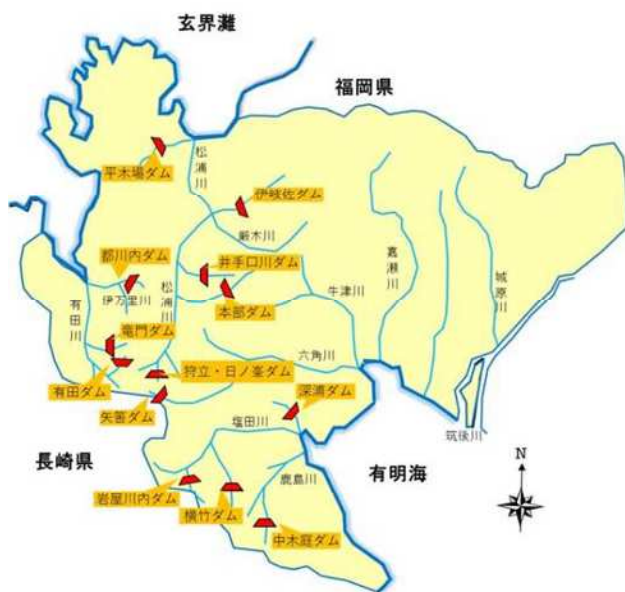 玄界灘
福岡県
平木場ダム
松浦川
伊岐佐ダム
厳木川
都川内ダム
井手口川ダム
嘉瀬川
城原川
伊万里川
松浦川
本部ダム
牛津川
有田川
竜門ダム
六角川
狩立・日ノ峯ダム
有田ダム
深浦ダム
矢筈ダム
塩田川
筑後川
長崎県
有明海
N
鹿島川
岩屋川内ダム
横竹ダム
中木庭ダム